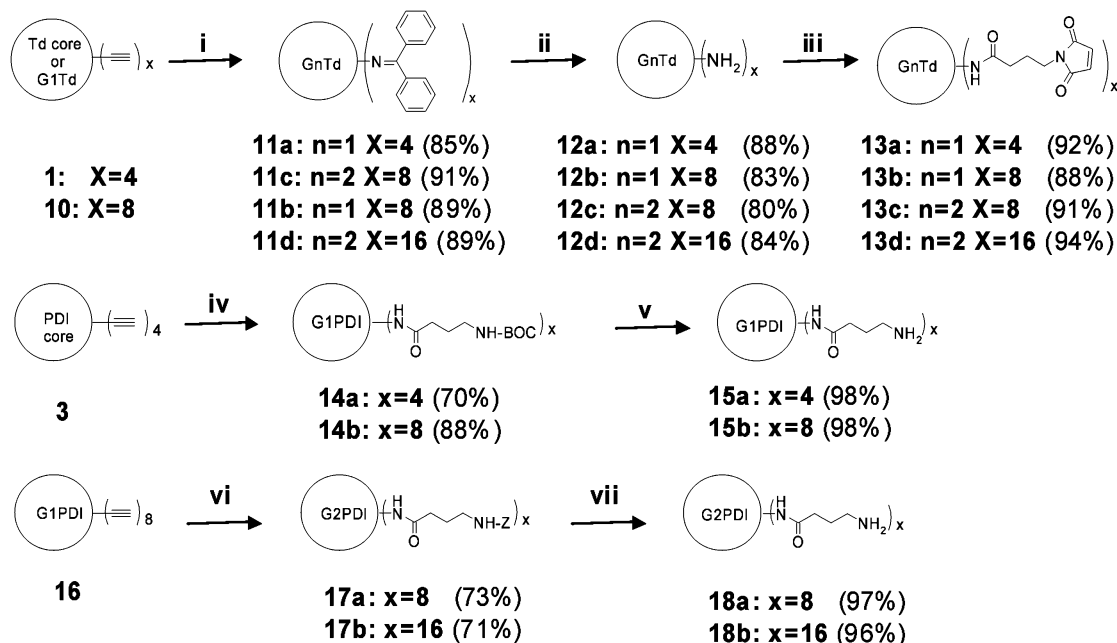 Td core
or
G1Td
( )x
i
GnTd
N
x
ii
GnTd
(NH2)x
iii
GnTd
N
H
O
N
O
O
x
1: X=4
10: X=8
11a: n=1 X=4 (85%)
11c: n=2 X=8 (91%)
11b: n=1 X=8 (89%)
11d: n=2 X=16 (89%)
12a: n=1 X=4 (88%)
12b: n=1 X=8 (83%)
12c: n=2 X=8 (80%)
12d: n=2 X=16 (84%)
13a: n=1 X=4 (92%)
13b: n=1 X=8 (88%)
13c: n=2 X=8 (91%)
13d: n=2 X=16 (94%)
PDI
core
( )4
iv
G1PDI
H
N
O
NH-BOC)x
v
G1PDI
H
N
O
NH2)x
3
14a: x=4 (70%)
14b: x=8 (88%)
15a: x=4 (98%)
15b: x=8 (98%)
G1PDI
( )8
vi
G2PDI
H
N
O
NH-Z)x
vii
G2PDI
H
N
O
NH2)x
16
17a: x=8 (73%)
17b: x=16 (71%)
18a: x=8 (97%)
18b: x=16 (96%)